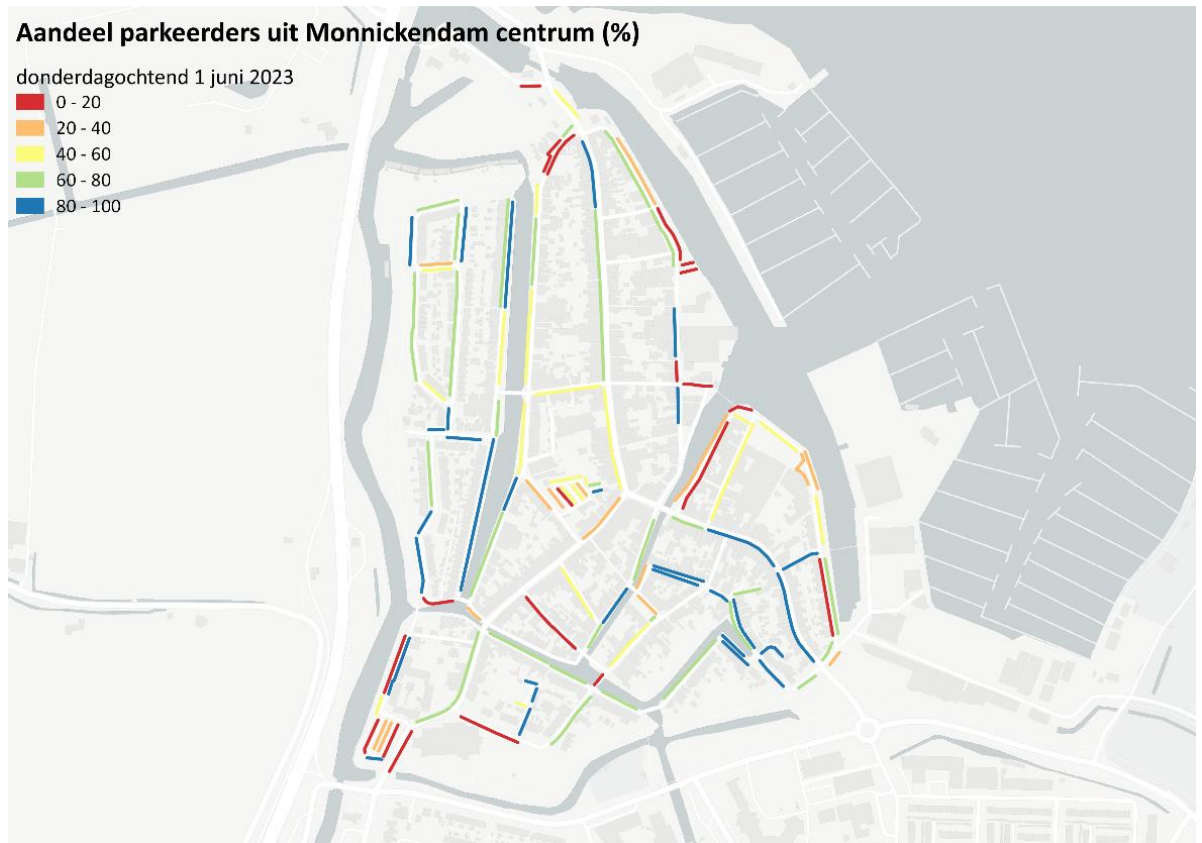 Aandeel parkeerders uit Monnickendam centrum (%)
donderdagochtend 1 juni 2023
0 - 20
20 - 40
40 - 60
60 - 80
80 - 100